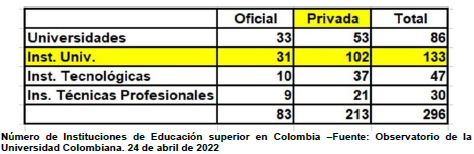 Oficial Privada Total
Universidades 33 53 86
Inst. Univ. 31 102 133
Inst. Tecnológicas 10 37 47
Ins. Técnicas Profesionales 9 21 30
83 213 296
Número de Instituciones de Educación superior en Colombia –Fuente: Observatorio de la
Universidad Colombiana. 24 de abril de 2022